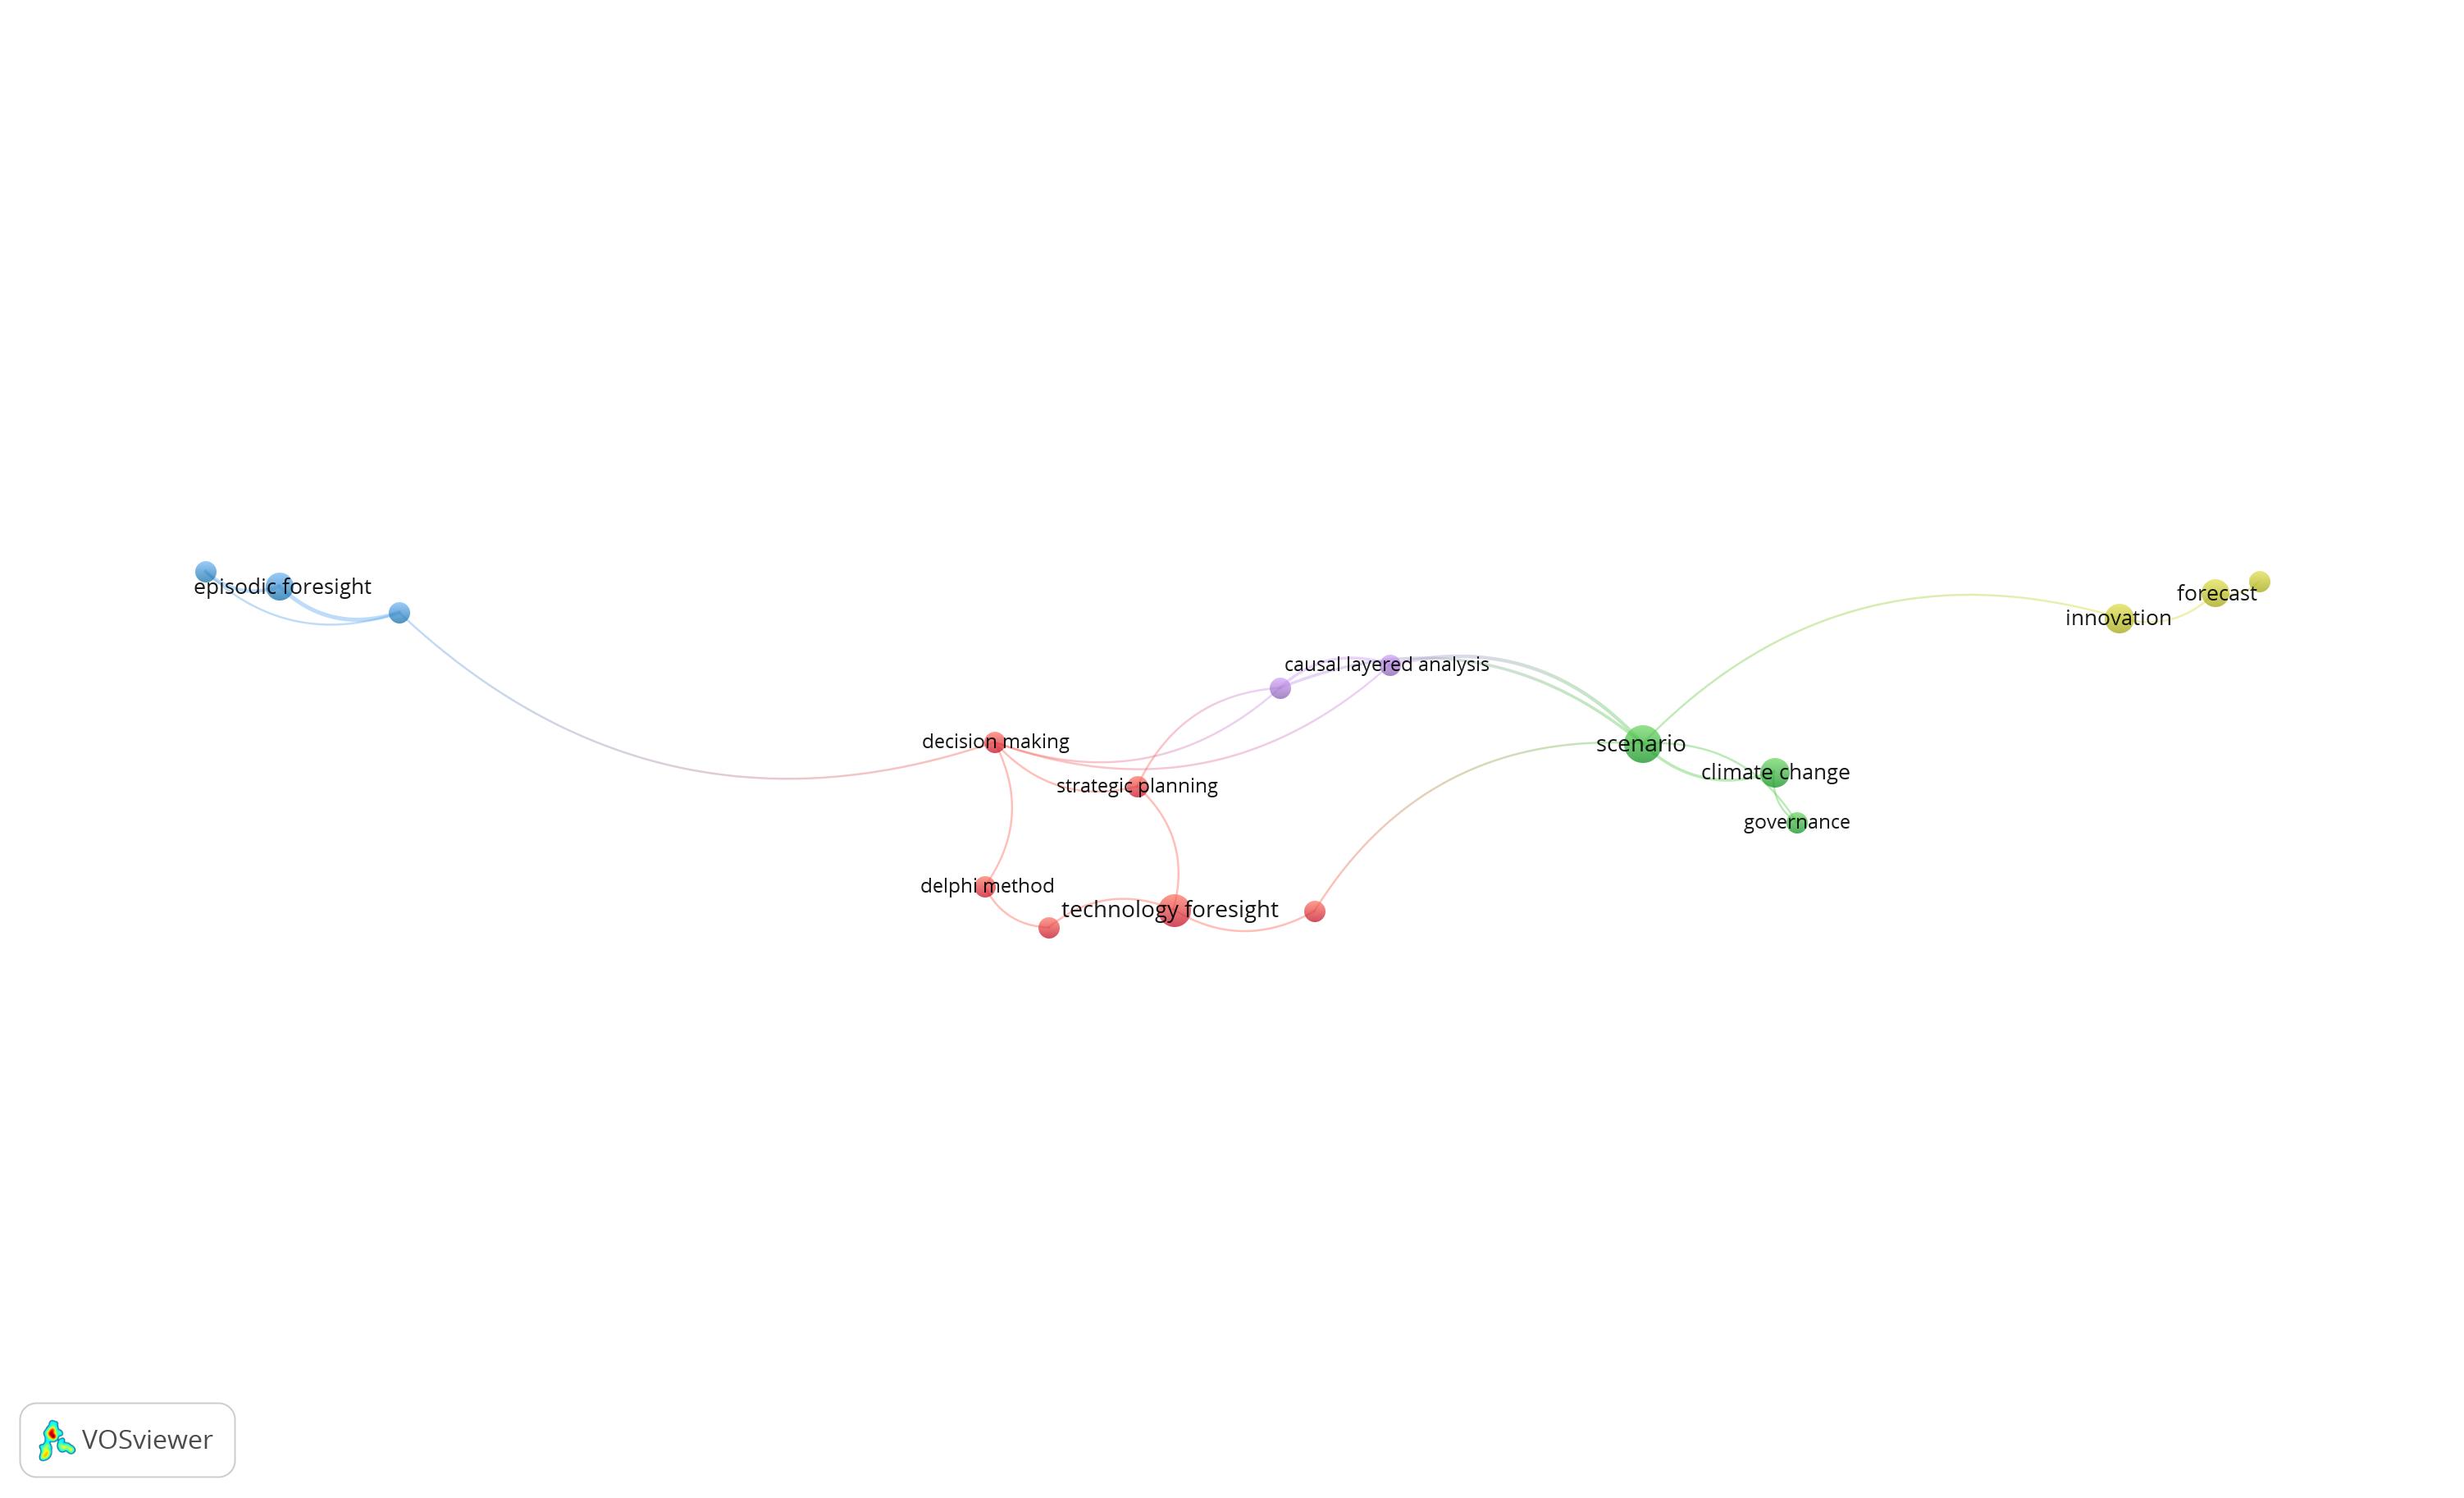 episodic foresight
forecast
innovation
causal layered analysis
decision making
scenario
climate change
strategic planning
governance
delphi method
technology foresight
VOSviewer